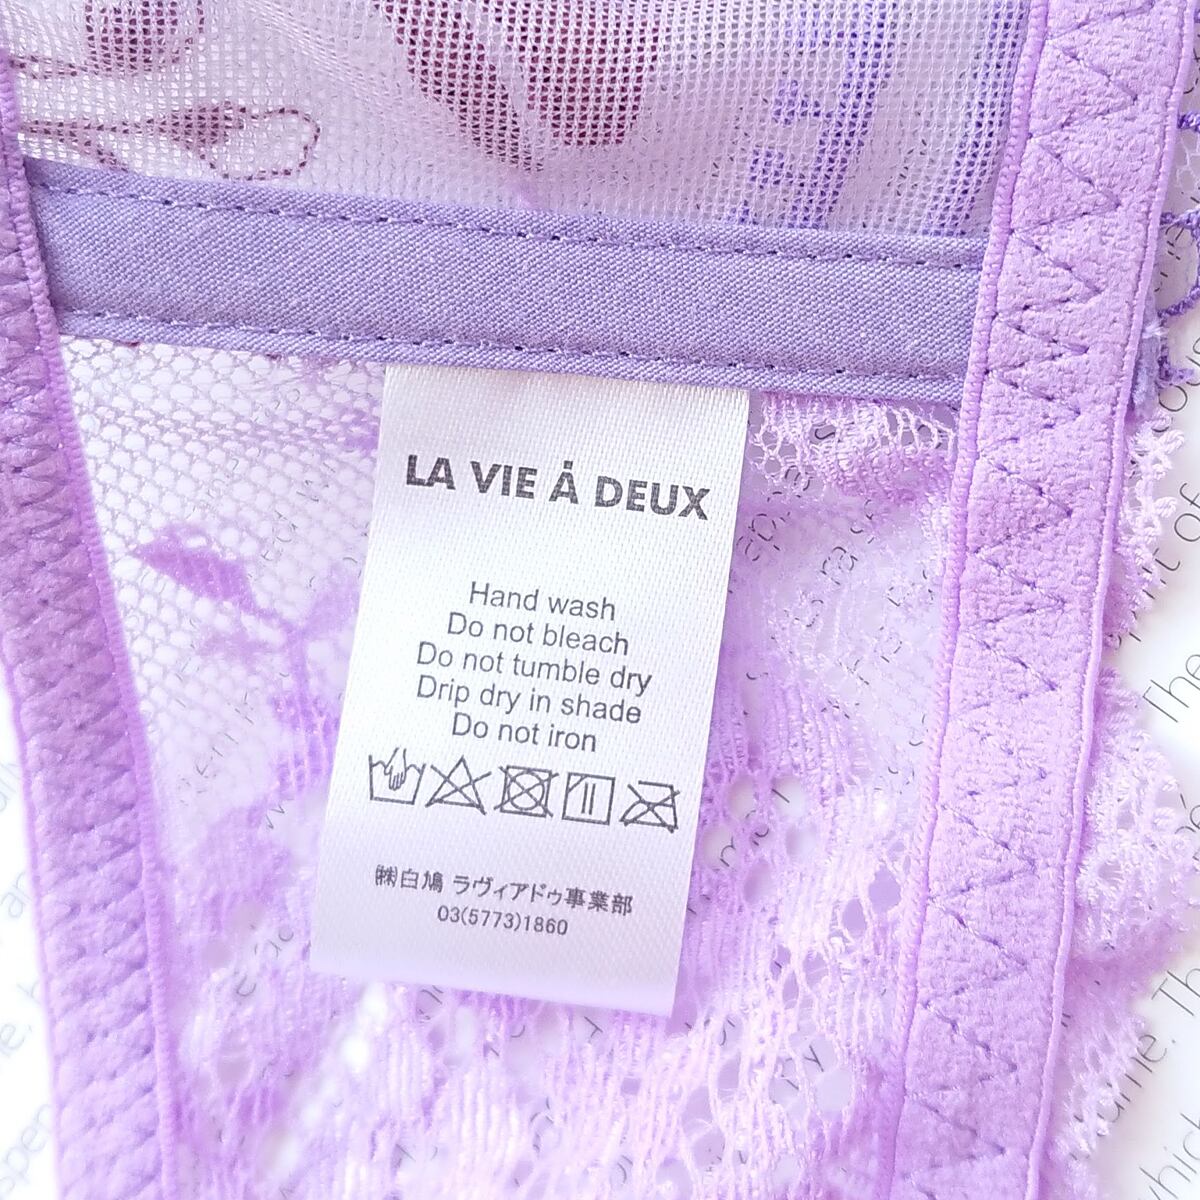 LA VIE Á DEUX
Hand wash
Do not bleach
Do not tumble dry
Drip dry in shade
Do not iron
㈱白鳩 ラヴィアドゥ事業部
03(5773)1860